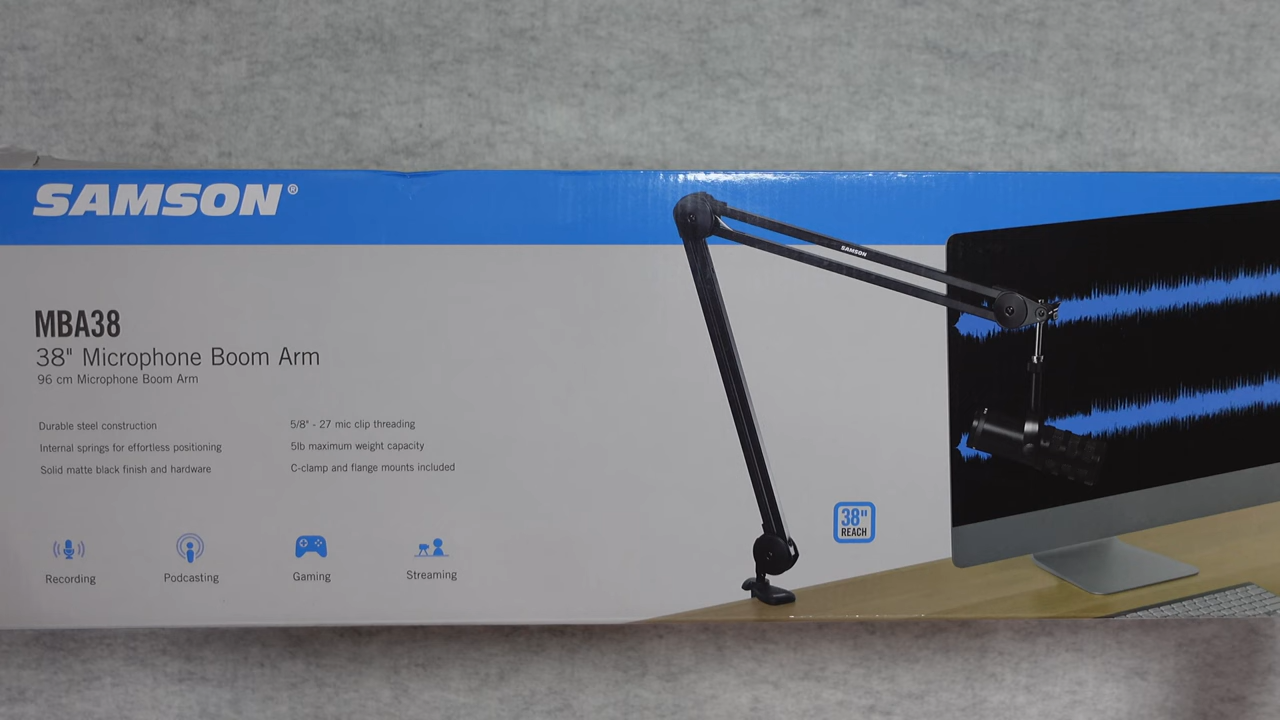 SAMSON®
SAMSON
MBA38
38" Microphone Boom Arm
96 cm Microphone Boom Arm
Durable steel construction
Internal springs for effortless positioning
Solid matte black finish and hardware
5/8" - 27 mic clip threading
5lb maximum weight capacity
C-clamp and flange mounts included
38"
REACH
Recording
Podcasting
Gaming
Streaming